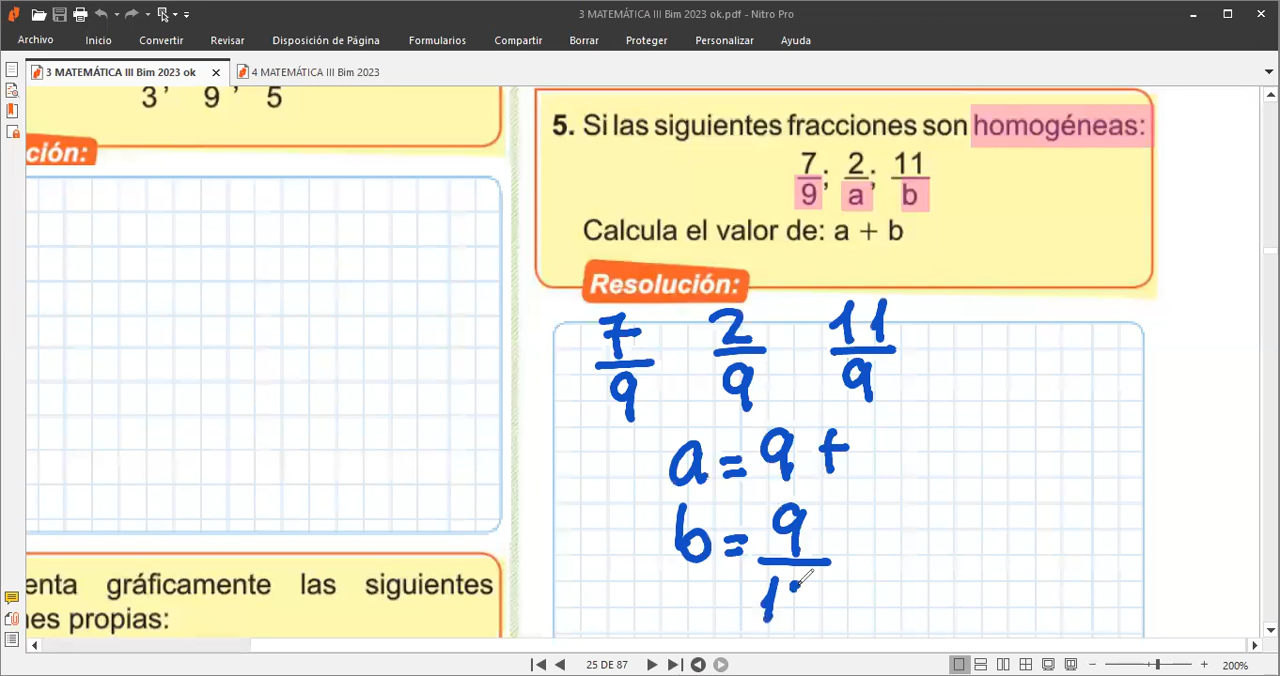 3 MATEMÁTICA III Bim 2023 ok.pdf - Nitro Pro
Archivo Inicio Convertir Revisar Disposición de Página Formularios Compartir Borrar Proteger Personalizar Ayuda
3 MATEMÁTICA III Bim 2023 ok
4 MATEMÁTICA III Bim 2023
3 , 9 , 5
ción:
enta gráficamente las siguientes
nes propias:
5. Si las siguientes fracciones son homogéneas:
7/9; 2/a; 11/b
Calcula el valor de: a + b
Resolución:
7/9 2/9 11/9
a = 9 +
b = 9
1
25 DE 87
200%